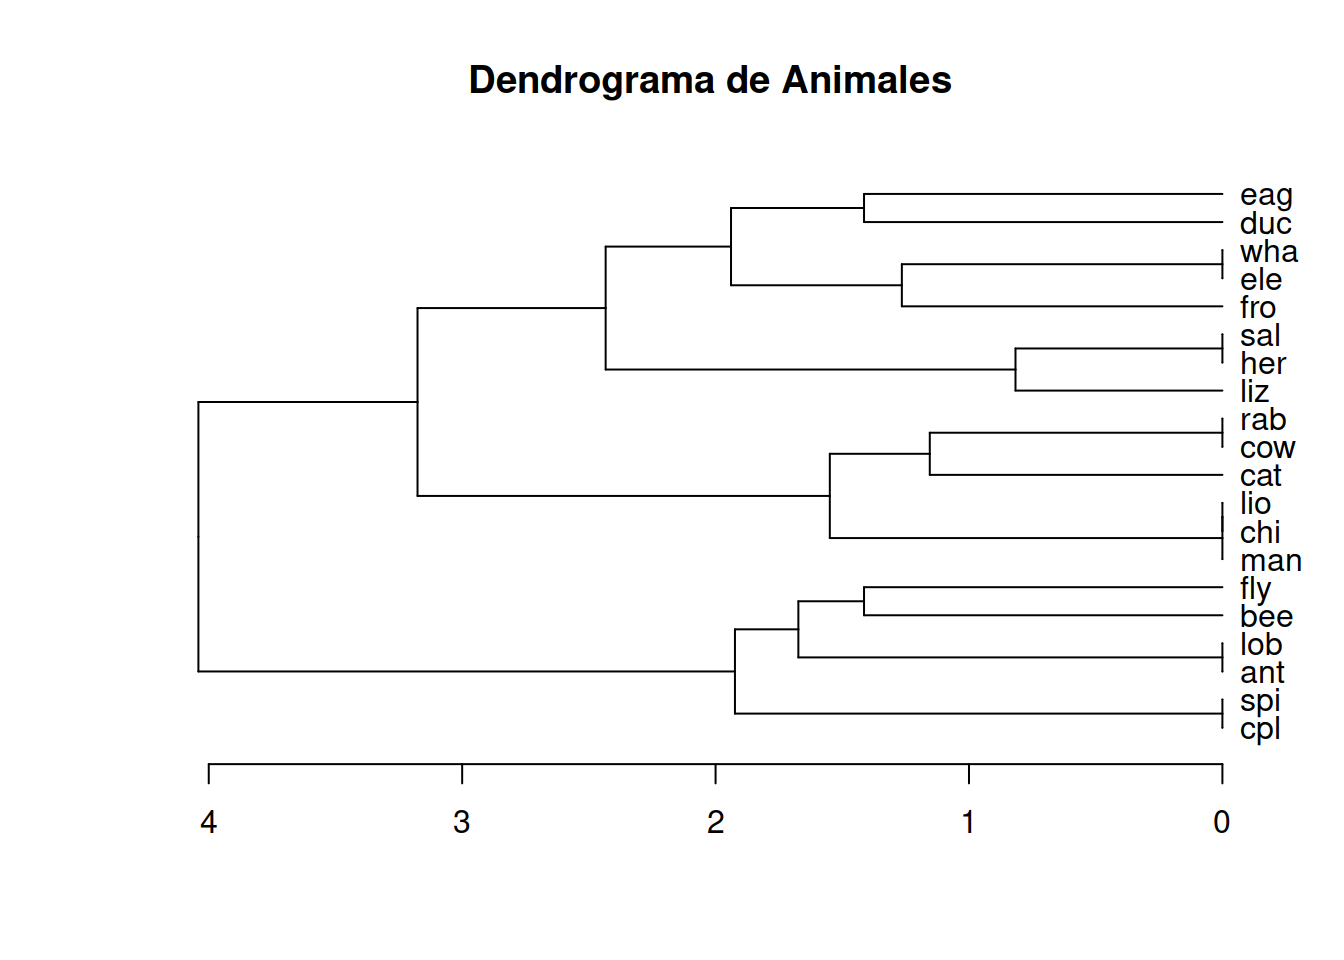 Dendrograma de Animales
eag
duc
wha
ele
fro
sal
her
liz
rab
cow
cat
lio
chi
man
fly
bee
lob
ant
spi
cpl
4 3 2 1 0